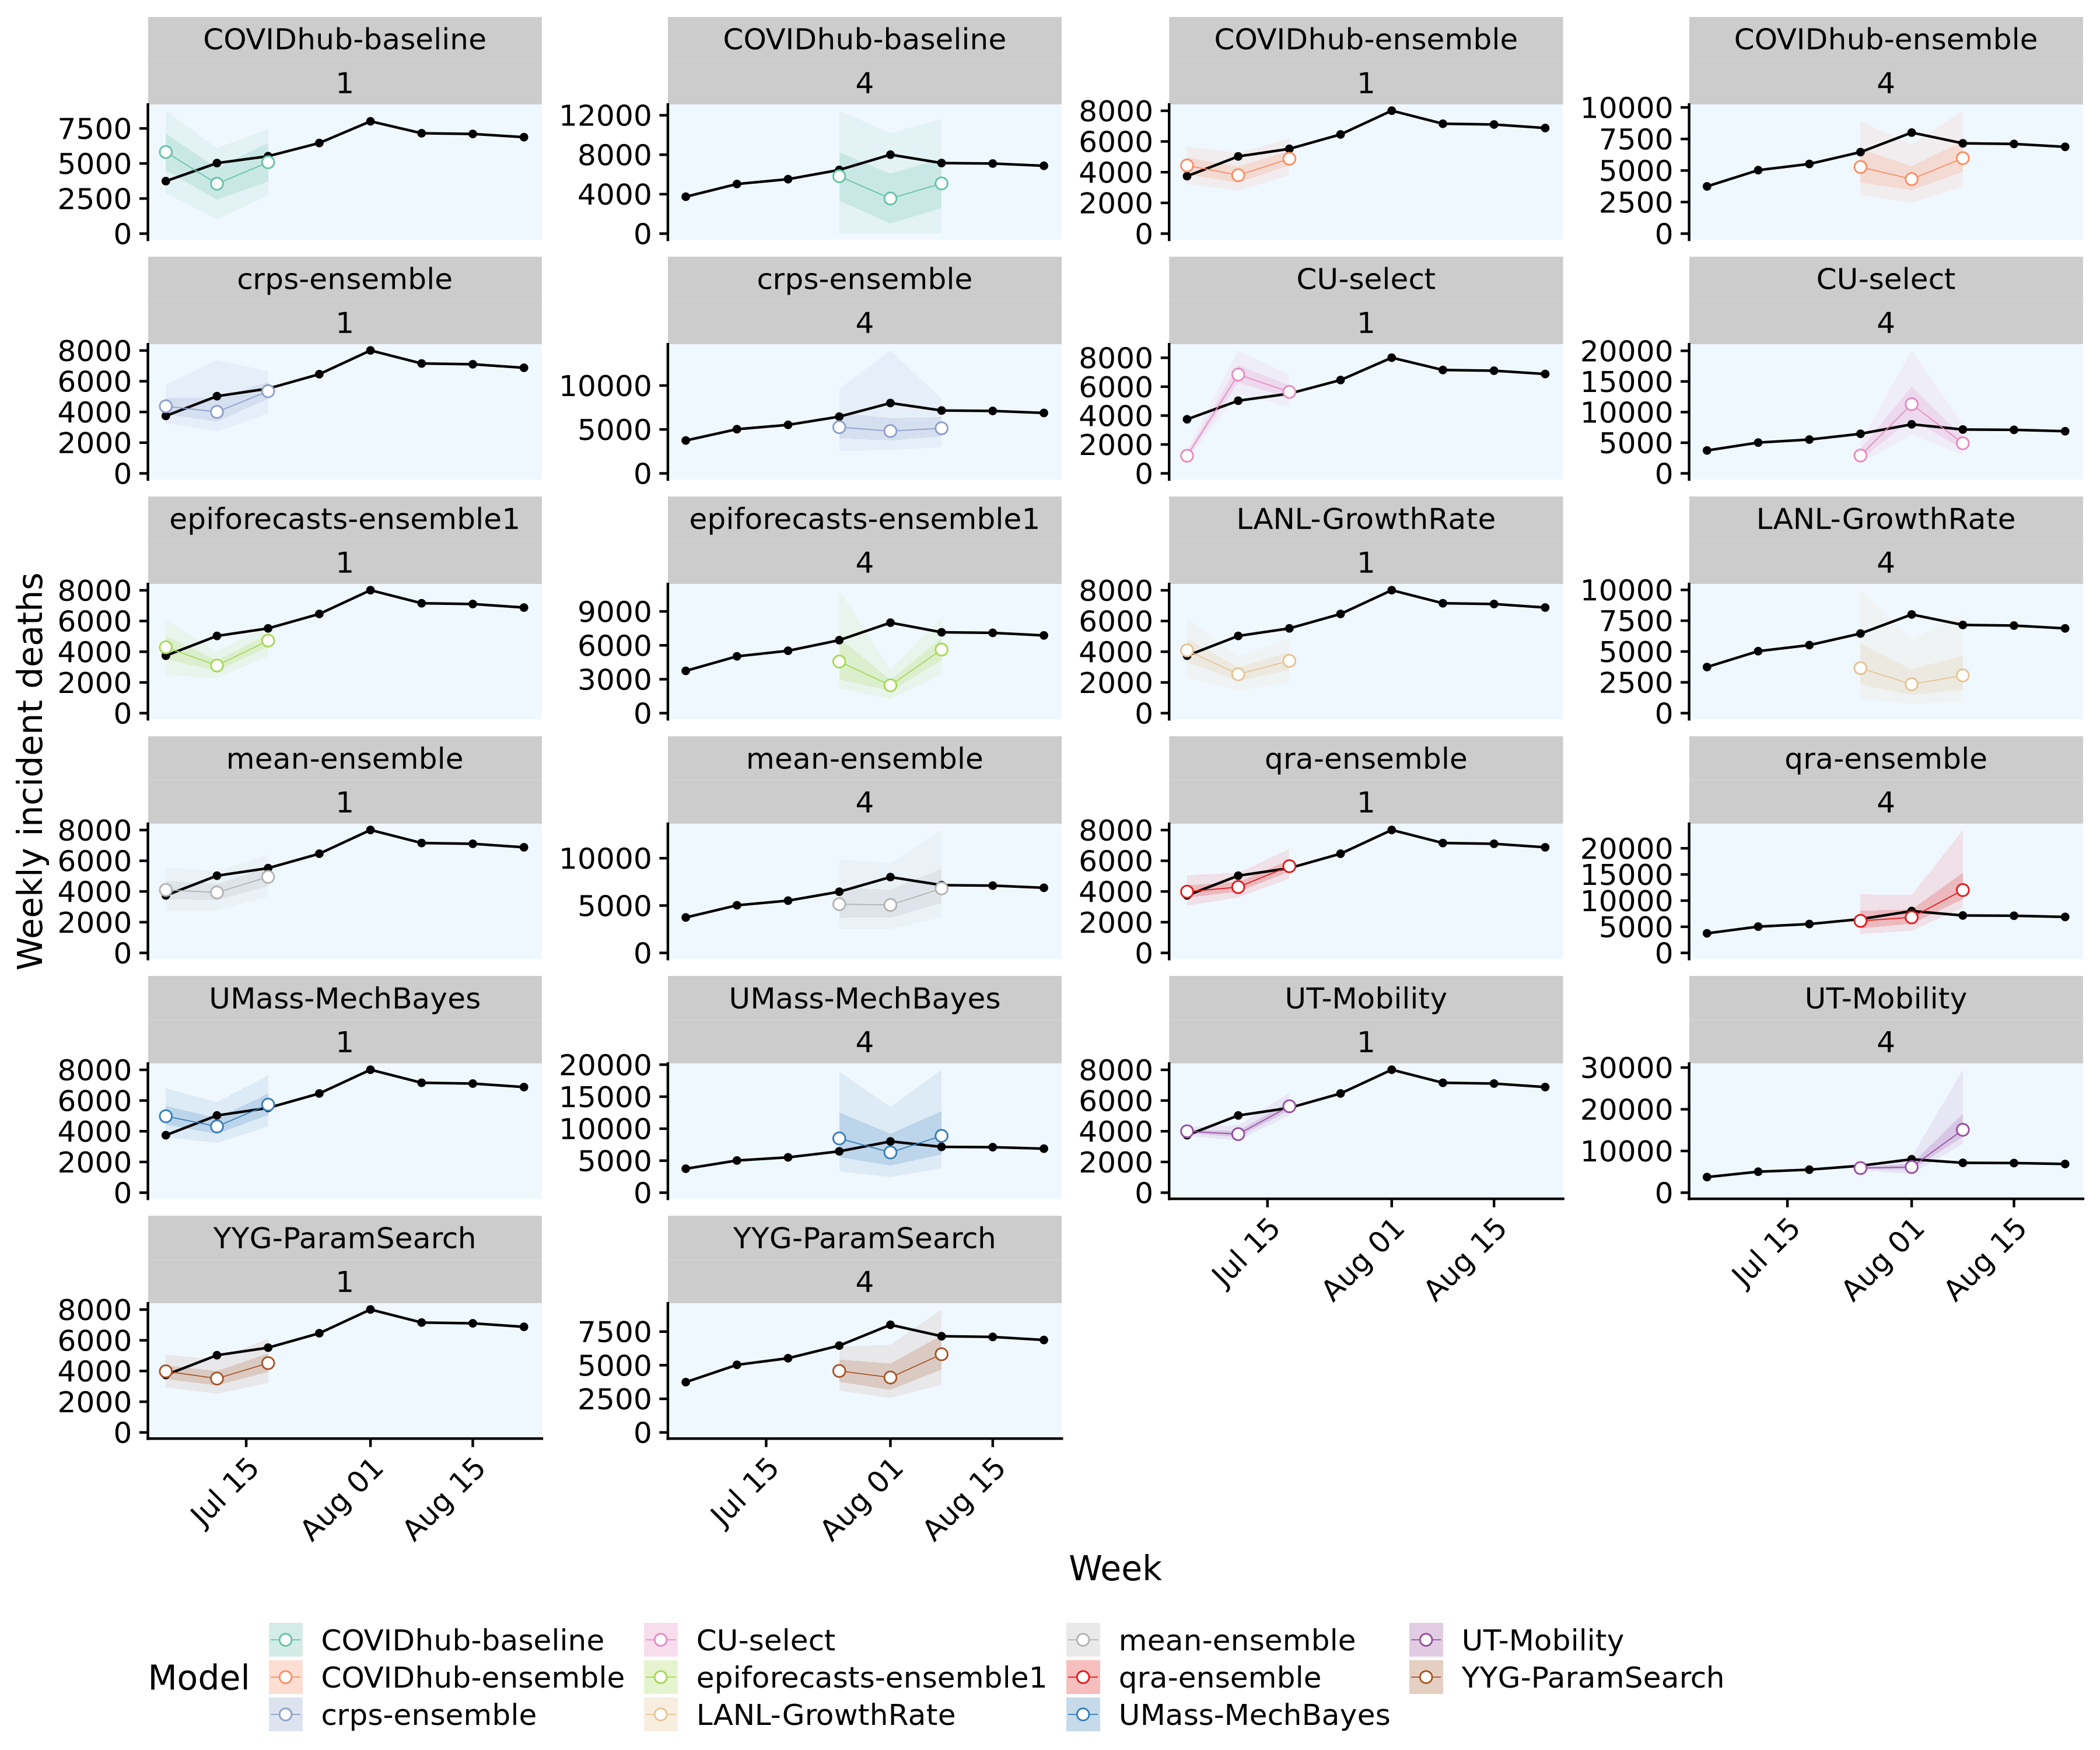 COVIDhub-baseline
1
7500
5000
2500
0
COVIDhub-baseline
4
12000
8000
4000
0
COVIDhub-ensemble
1
8000
6000
4000
2000
0
COVIDhub-ensemble
4
10000
7500
5000
2500
0
crps-ensemble
1
8000
6000
4000
2000
0
crps-ensemble
4
10000
5000
0
CU-select
1
8000
6000
4000
2000
0
CU-select
4
20000
15000
10000
5000
0
Weekly incident deaths
epiforecasts-ensemble1
1
8000
6000
4000
2000
0
epiforecasts-ensemble1
4
9000
6000
3000
0
LANL-GrowthRate
1
8000
6000
4000
2000
0
LANL-GrowthRate
4
10000
7500
5000
2500
0
mean-ensemble
1
8000
6000
4000
2000
0
mean-ensemble
4
10000
5000
0
qra-ensemble
1
8000
6000
4000
2000
0
qra-ensemble
4
20000
15000
10000
5000
0
UMass-MechBayes
1
8000
6000
4000
2000
0
UMass-MechBayes
4
20000
15000
10000
5000
0
UT-Mobility
1
8000
6000
4000
2000
0
Jul 15
Aug 01
Aug 15
UT-Mobility
4
30000
20000
10000
0
Jul 15
Aug 01
Aug 15
YYG-ParamSearch
1
8000
6000
4000
2000
0
Jul 15
Aug 01
Aug 15
YYG-ParamSearch
4
7500
5000
2500
0
Jul 15
Aug 01
Aug 15
Week
Model
COVIDhub-baseline
COVIDhub-ensemble
crps-ensemble
CU-select
epiforecasts-ensemble1
LANL-GrowthRate
mean-ensemble
qra-ensemble
UMass-MechBayes
UT-Mobility
YYG-ParamSearch